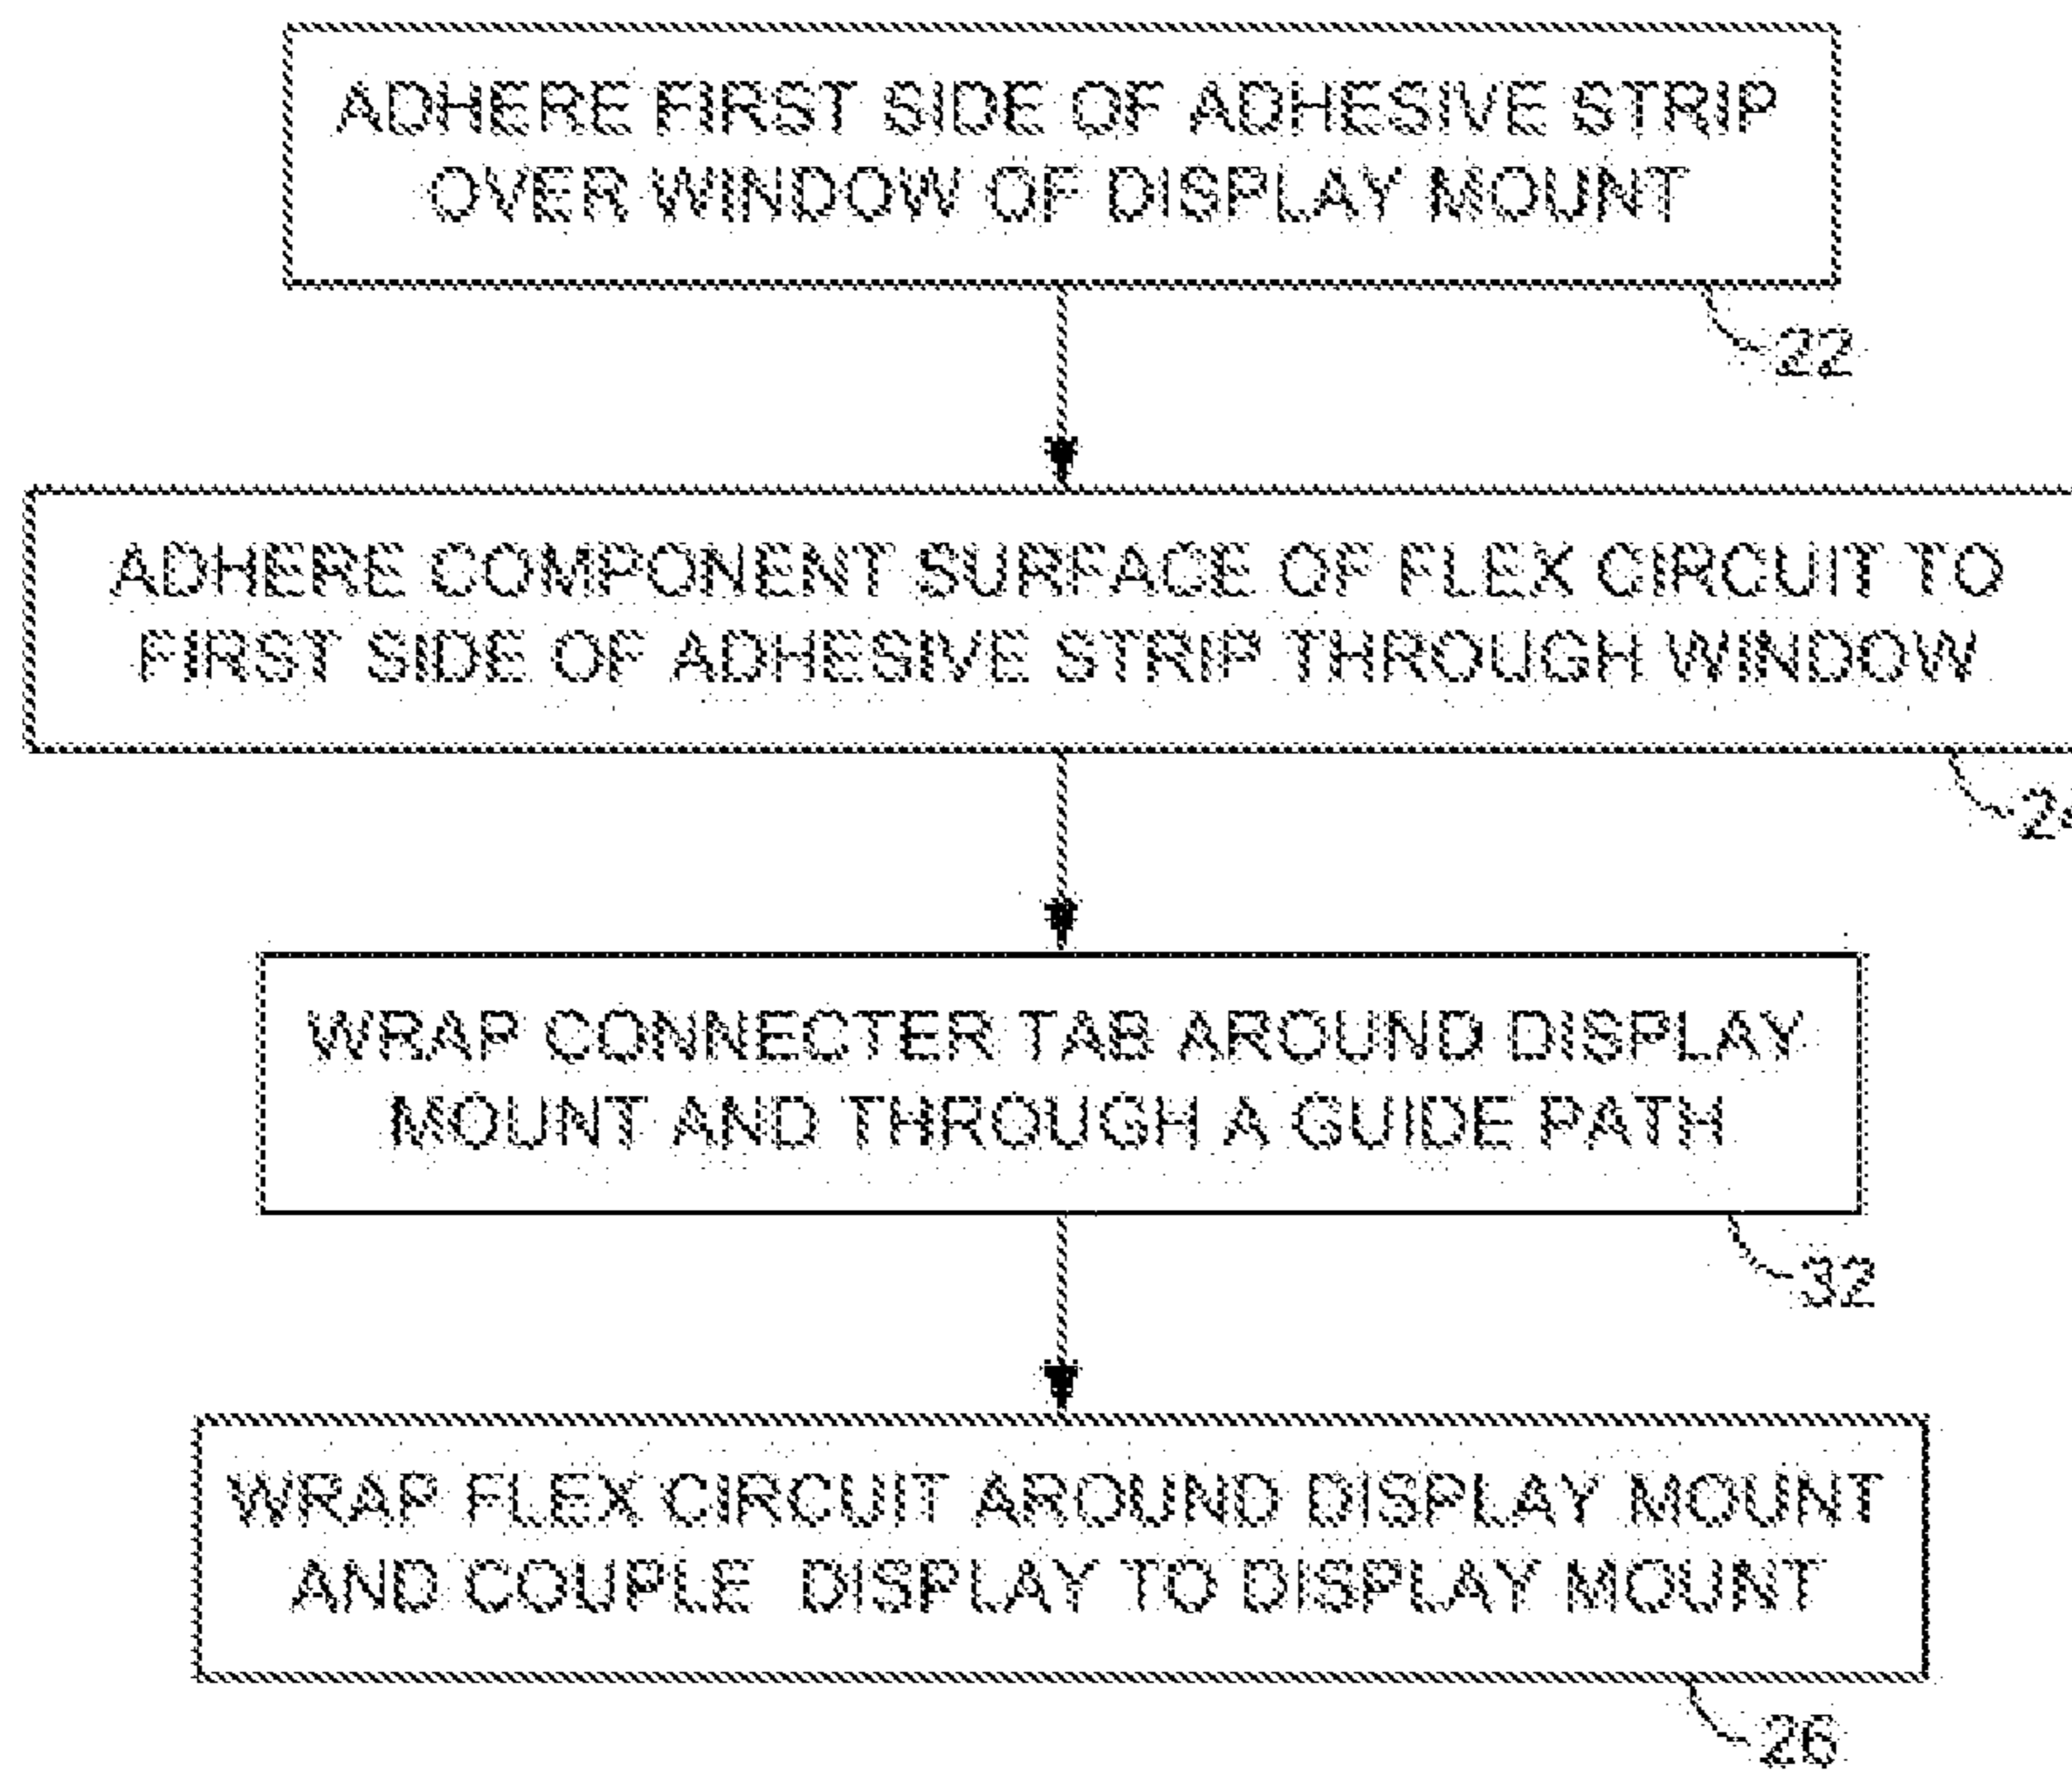 ADHERE FIRST SIDE OF ADHESIVE STRIP
OVER WINDOW OF DISPLAY MOUNT
22
ADHERE COMPONENT SURFACE OF FLEX CIRCUIT TO
FIRST SIDE OF ADHESIVE STRIP THROUGH WINDOW
WRAP CONNECTER TAB AROUND DISPLAY
MOUNT AND THROUGH A GUIDE PATH
32
WRAP FLEX CIRCUIT AROUND DISPLAY MOUNT
AND COUPLE DISPLAY TO DISPLAY MOUNT
26